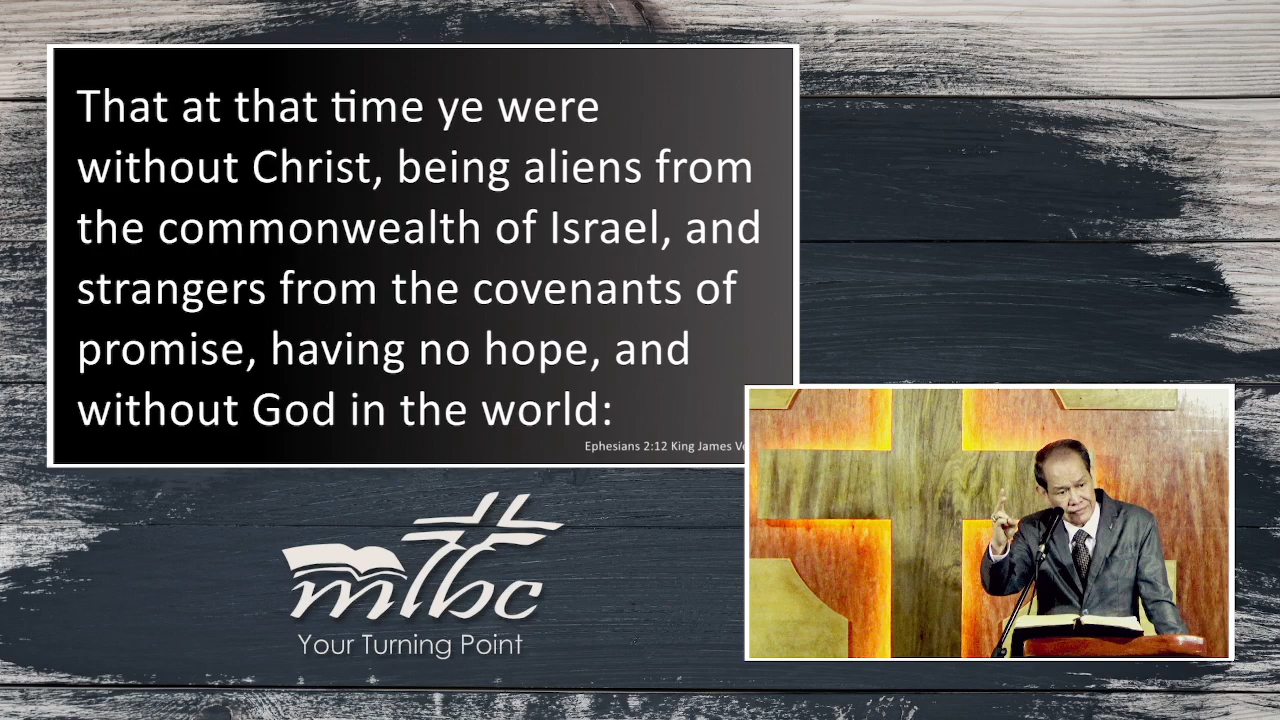 That at that time ye were
without Christ, being aliens from
the commonwealth of Israel, and
strangers from the covenants of
promise, having no hope, and
without God in the world:
Ephesians 2:12 King James
mlbc
Your Turning Point